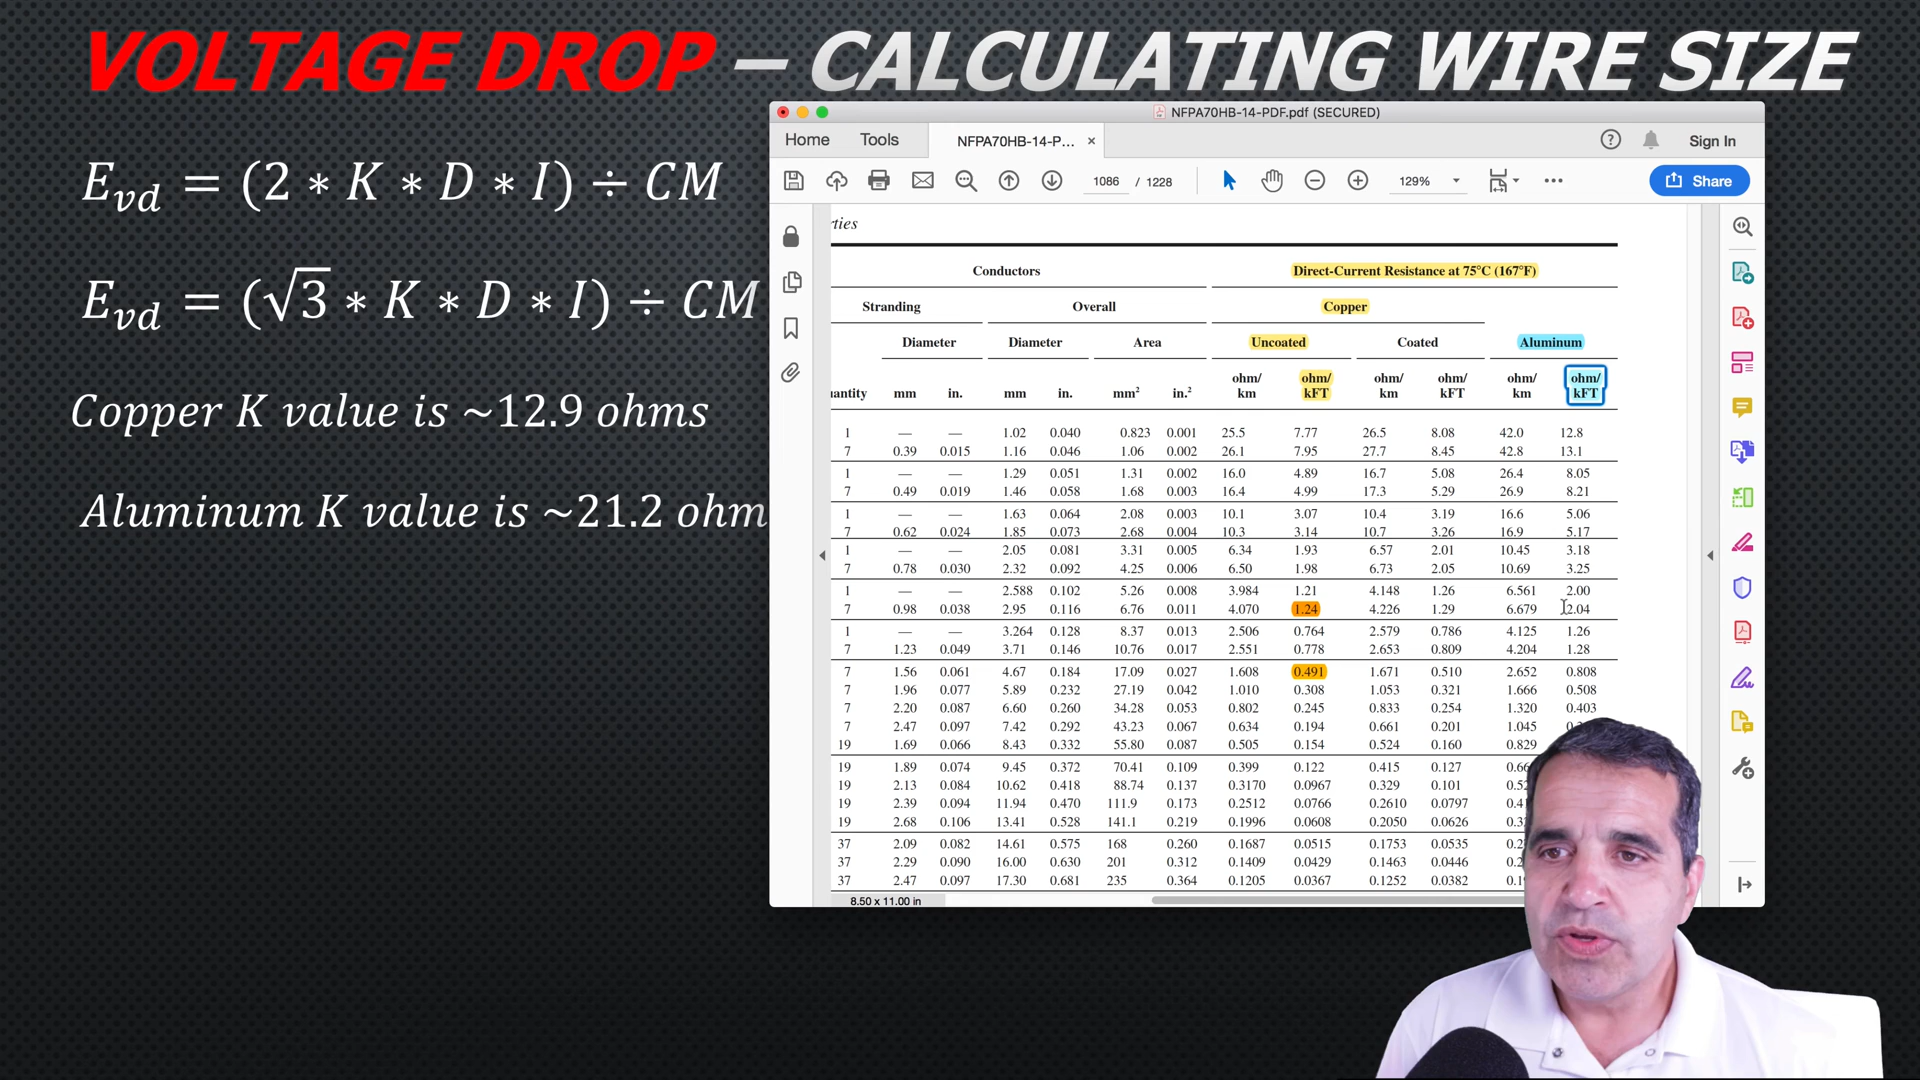 VOLTAGE DROP – CALCULATING WIRE SIZE
E_vd = (2 * K * D * I) ÷ CM
E_vd = (√3 * K * D * I) ÷ CM
Copper K value is ~12.9 ohms
Aluminum K value is ~21.2 ohm
NFPA70HB-14-PDF.pdf (SECURED)
Home Tools NFPA70HB-14-P... × Sign In
1086 / 1228 129% Share
rties
Conductors Direct-Current Resistance at 75°C (167°F)
Stranding Overall Copper
Diameter Diameter Area Uncoated Coated Aluminum
ohm/ ohm/ ohm/ ohm/ ohm/ ohm/
uantity mm in. mm in. mm² in.² km kFT km kFT km kFT
1 — — 1.02 0.040 0.823 0.001 25.5 7.77 26.5 8.08 42.0 12.8
7 0.39 0.015 1.16 0.046 1.06 0.002 26.1 7.95 27.7 8.45 42.8 13.1
1 — — 1.29 0.051 1.31 0.002 16.0 4.89 16.7 5.08 26.4 8.05
7 0.49 0.019 1.46 0.058 1.68 0.003 16.4 4.99 17.3 5.29 26.9 8.21
1 — — 1.63 0.064 2.08 0.003 10.1 3.07 10.4 3.19 16.6 5.06
7 0.62 0.024 1.85 0.073 2.68 0.004 10.3 3.14 10.7 3.26 16.9 5.17
1 — — 2.05 0.081 3.31 0.005 6.34 1.93 6.57 2.01 10.45 3.18
7 0.78 0.030 2.32 0.092 4.25 0.006 6.50 1.98 6.73 2.05 10.69 3.25
1 — — 2.588 0.102 5.26 0.008 3.984 1.21 4.148 1.26 6.561 2.00
7 0.98 0.038 2.95 0.116 6.76 0.011 4.070 1.24 4.226 1.29 6.679 2.04
1 — — 3.264 0.128 8.37 0.013 2.506 0.764 2.579 0.786 4.125 1.26
7 1.23 0.049 3.71 0.146 10.76 0.017 2.551 0.778 2.653 0.809 4.204 1.28
7 1.56 0.061 4.67 0.184 17.09 0.027 1.608 0.491 1.671 0.510 2.652 0.808
7 1.96 0.077 5.89 0.232 27.19 0.042 1.010 0.308 1.053 0.321 1.666 0.508
7 2.20 0.087 6.60 0.260 34.28 0.053 0.802 0.245 0.833 0.254 1.320 0.403
7 2.47 0.097 7.42 0.292 43.23 0.067 0.634 0.194 0.661 0.201 1.045
19 1.69 0.066 8.43 0.332 55.80 0.087 0.505 0.154 0.524 0.160 0.829
19 1.89 0.074 9.45 0.372 70.41 0.109 0.399 0.122 0.415 0.127
19 2.13 0.084 10.62 0.418 88.74 0.137 0.3170 0.0967 0.329 0.101
19 2.39 0.094 11.94 0.470 111.9 0.173 0.2512 0.0766 0.2610 0.0797
19 2.68 0.106 13.41 0.528 141.1 0.219 0.1996 0.0608 0.2050 0.0626
37 2.09 0.082 14.61 0.575 168 0.260 0.1687 0.0515 0.1753 0.0535
37 2.29 0.090 16.00 0.630 201 0.312 0.1409 0.0429 0.1463 0.0446
37 2.47 0.097 17.30 0.681 235 0.364 0.1205 0.0367 0.1252 0.0382
8.50 x 11.00 in